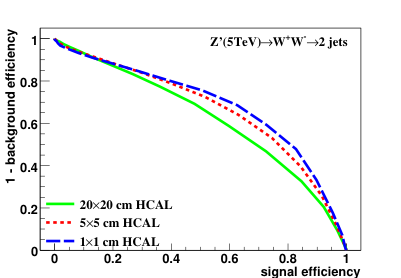 Z'(5TeV)→W⁺W⁻→2 jets
1 - background efficiency
1
0.8
0.6
0.4
0.2
0
20×20 cm HCAL
5×5 cm HCAL
1×1 cm HCAL
0 0.2 0.4 0.6 0.8 1
signal efficiency